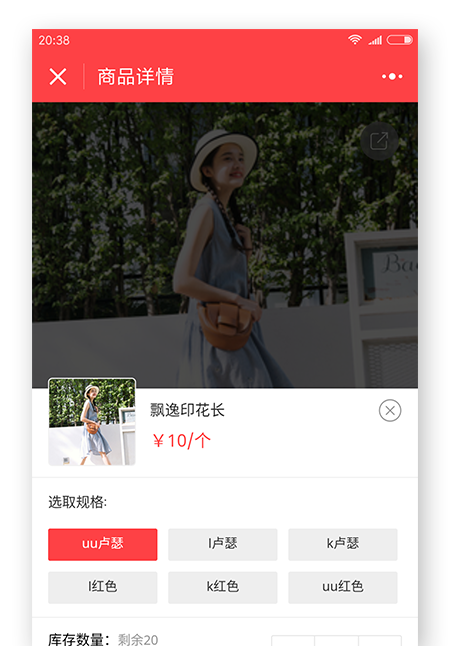 20:38
商品详情
飘逸印花长
￥10/个
选取规格:
uu卢瑟
l卢瑟
k卢瑟
l红色
k红色
uu红色
库存数量：剩余20